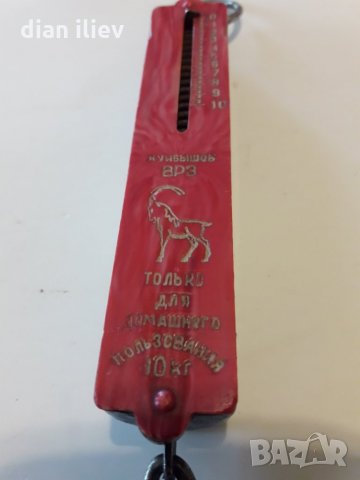 dian iliev
0
1
2
3
4
5
6
7
8
9
10
КУЙБЫШЕВ
ВРЗ
ТОЛЬКО
ДЛЯ
ДОМАШНЕГО
ПОЛЬЗОВАНИЯ
10 КГ
BAZAR
.bg